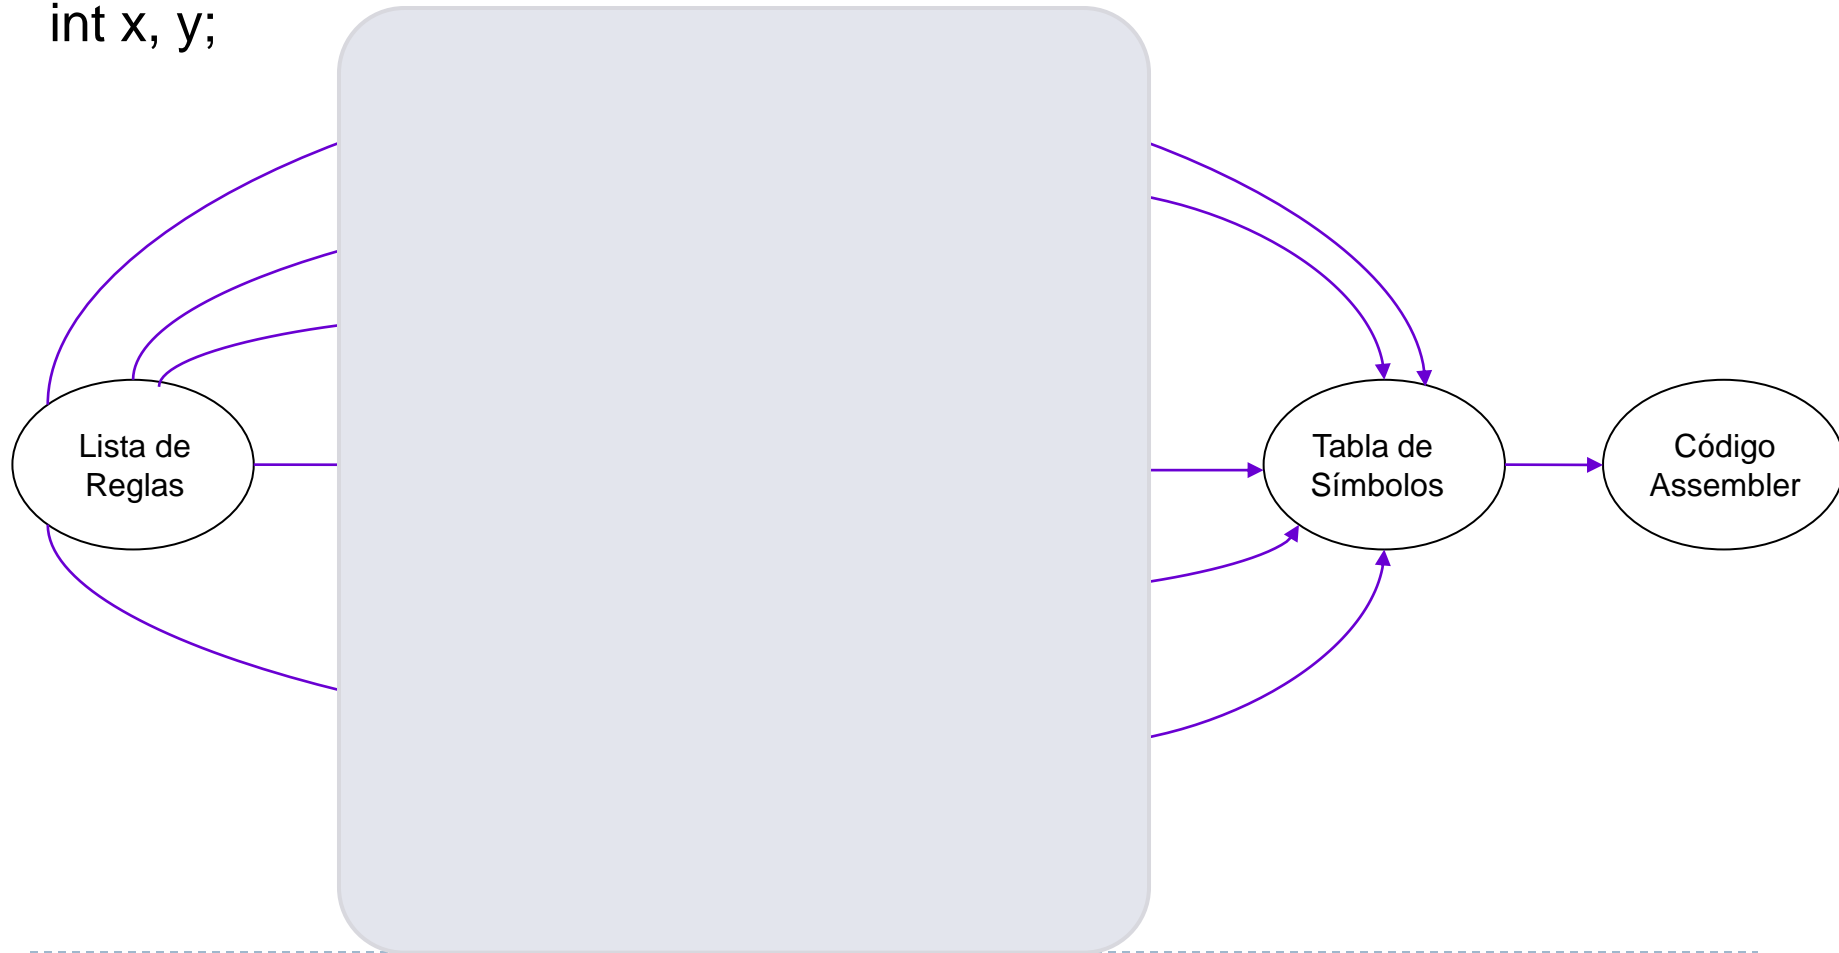 int x, y;
Lista de
Reglas
Tabla de
Símbolos
Código
Assembler